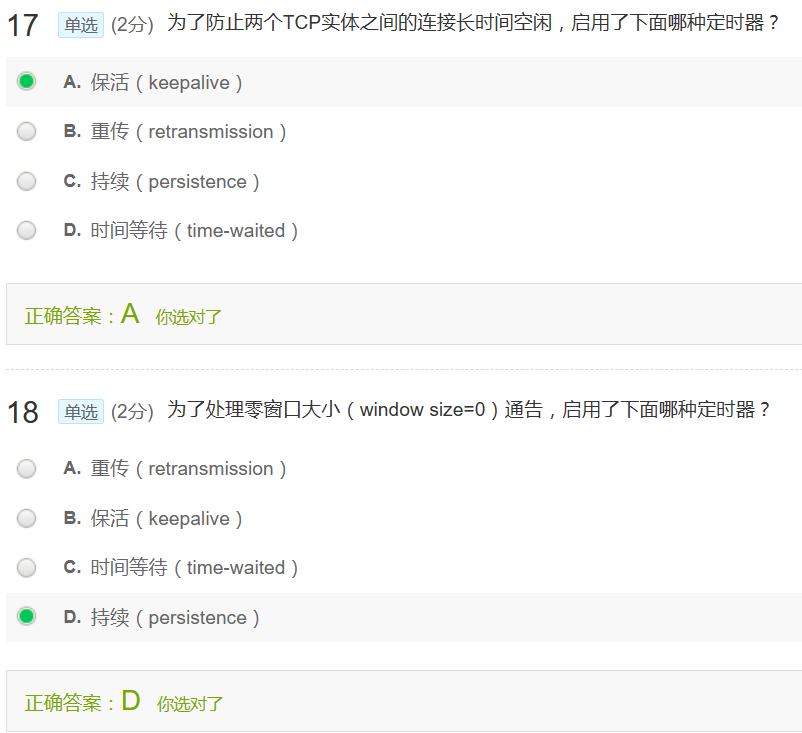 17 单选 (2分) 为了防止两个TCP实体之间的连接长时间空闲，启用了下面哪种定时器？
A. 保活（keepalive）
B. 重传（retransmission）
C. 持续（persistence）
D. 时间等待（time-waited）
正确答案：A 你选对了
18 单选 (2分) 为了处理零窗口大小（window size=0）通告，启用了下面哪种定时器？
A. 重传（retransmission）
B. 保活（keepalive）
C. 时间等待（time-waited）
D. 持续（persistence）
正确答案：D 你选对了